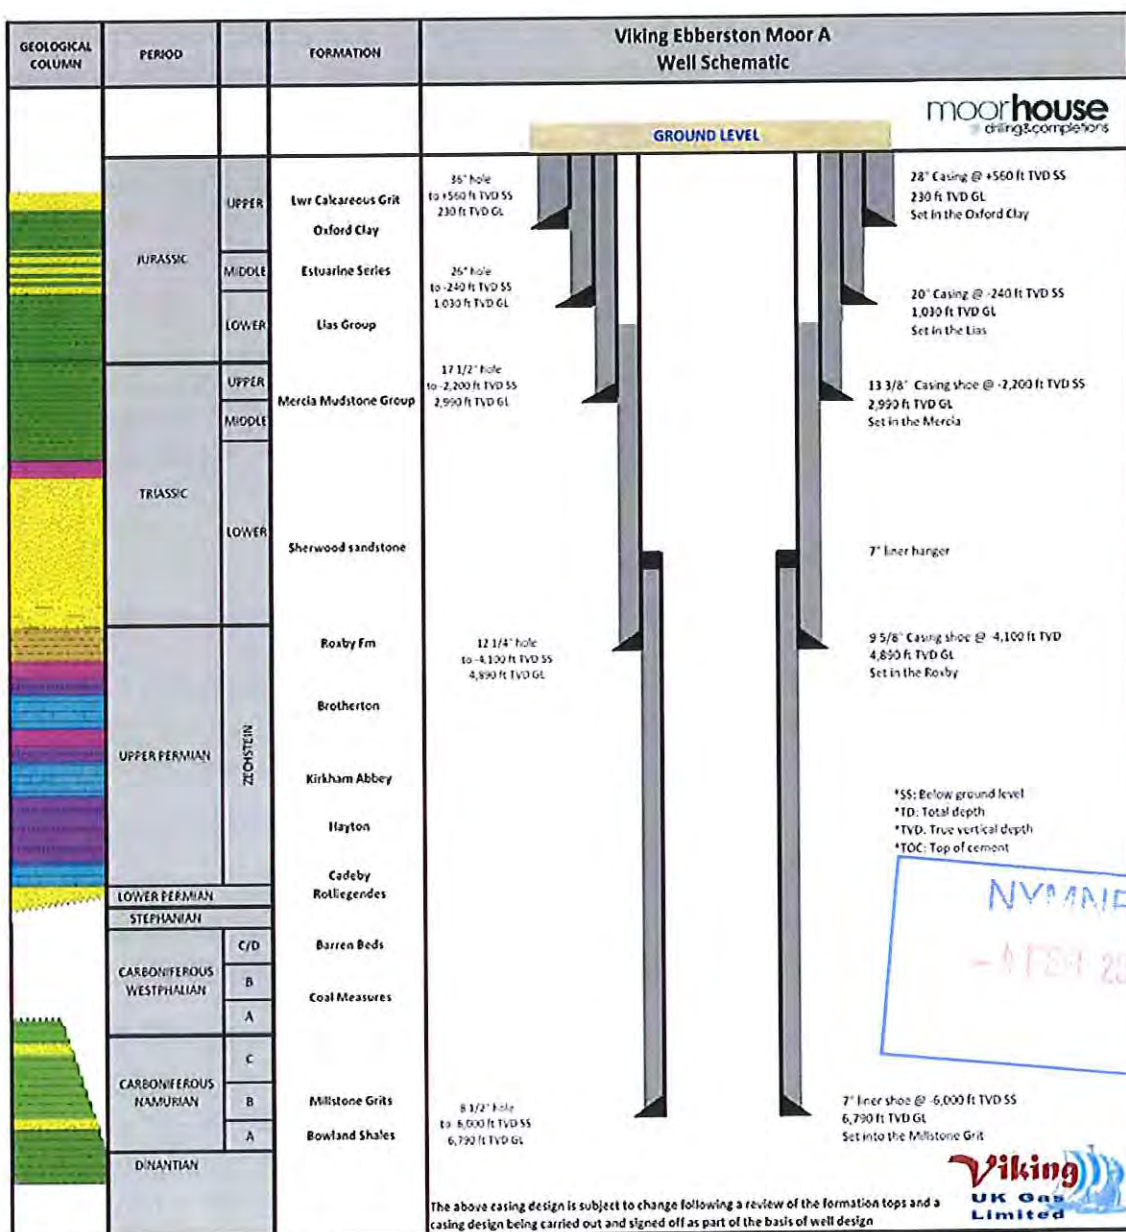 GEOLOGICAL
COLUMN
PERIOD
FORMATION
Viking Ebberston Moor A
Well Schematic
moorhouse
drilling&completions
GROUND LEVEL
JURASSIC
UPPER
MIDDLE
LOWER
Lwr Calcareous Grit
Oxford Clay
Estuarine Series
Lias Group
36" hole
to +560 ft TVD SS
230 ft TVD GL
28" Casing @ +560 ft TVD SS
230 ft TVD GL
Set in the Oxford Clay
26" hole
to -240 ft TVD SS
1,030 ft TVD GL
20" Casing @ -240 ft TVD SS
1,030 ft TVD GL
Set in the Lias
TRIASSIC
UPPER
MIDDLE
LOWER
Mercia Mudstone Group
Sherwood sandstone
17 1/2" hole
to -2,200 ft TVD SS
2,990 ft TVD GL
13 3/8" Casing shoe @ -2,200 ft TVD SS
2,990 ft TVD GL
Set in the Mercia
7" liner hanger
UPPER PERMIAN
ZECHSTEIN
Roxby Fm
Brotherton
Kirkham Abbey
Hayton
Cadeby
Rotliegendes
12 1/4" hole
to -4,100 ft TVD SS
4,890 ft TVD GL
9 5/8" Casing shoe @ -4,100 ft TVD
4,890 ft TVD GL
Set in the Roxby
*SS: Below ground level
*TD: Total depth
*TVD: True vertical depth
*TOC: Top of cement
LOWER PERMIAN
STEPHANIAN
CARBONIFEROUS
WESTPHALIAN
C/D
B
A
Barren Beds
Coal Measures
CARBONIFEROUS
NAMURIAN
C
B
A
Millstone Grits
Bowland Shales
8 1/2" hole
to -6,000 ft TVD SS
6,790 ft TVD GL
7" liner shoe @ -6,000 ft TVD SS
6,790 ft TVD GL
Set into the Millstone Grit
DINANTIAN
The above casing design is subject to change following a review of the formation tops and a
casing design being carried out and signed off as part of the basis of well design
Viking
UK Gas
Limited